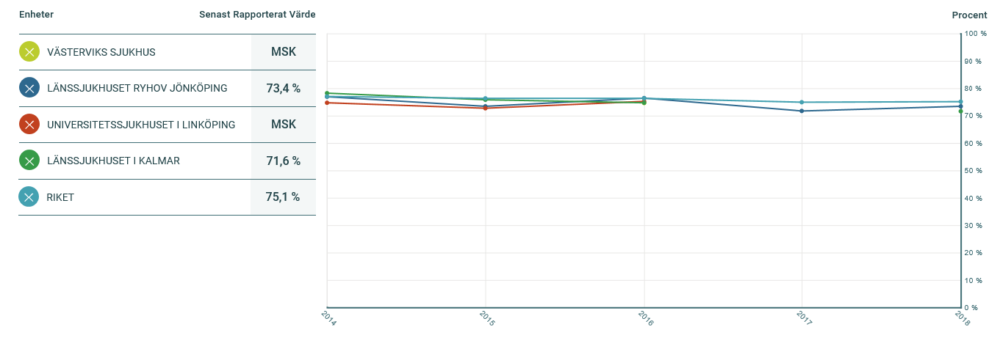 Enheter Senast Rapporterat Värde
VÄSTERVIKS SJUKHUS MSK
LÄNSSJUKHUSET RYHOV JÖNKÖPING 73,4 %
UNIVERSITETSSJUKHUSET I LINKÖPING MSK
LÄNSSJUKHUSET I KALMAR 71,6 %
RIKET 75,1 %
Procent
100 %
90 %
80 %
70 %
60 %
50 %
40 %
30 %
20 %
10 %
0 %
2014 2015 2016 2017 2018